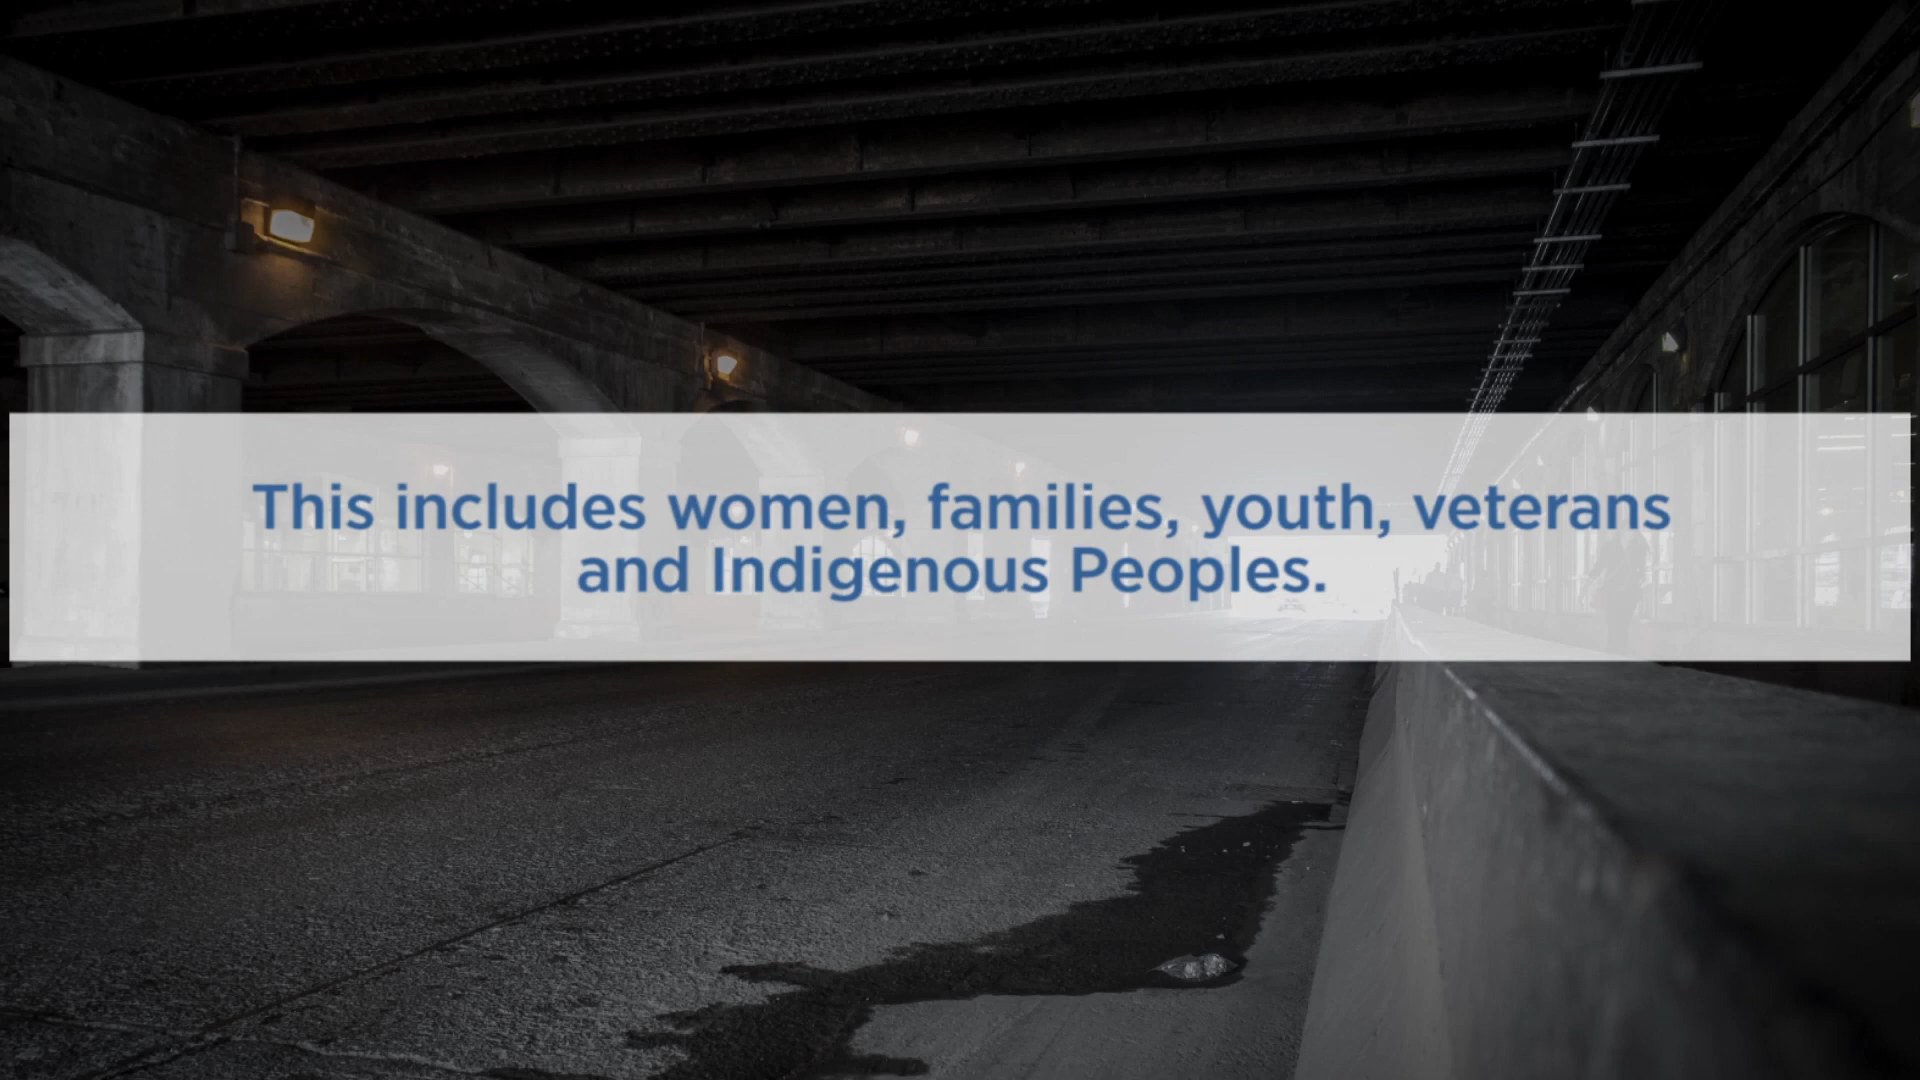 This includes women, families, youth, veterans
and Indigenous Peoples.